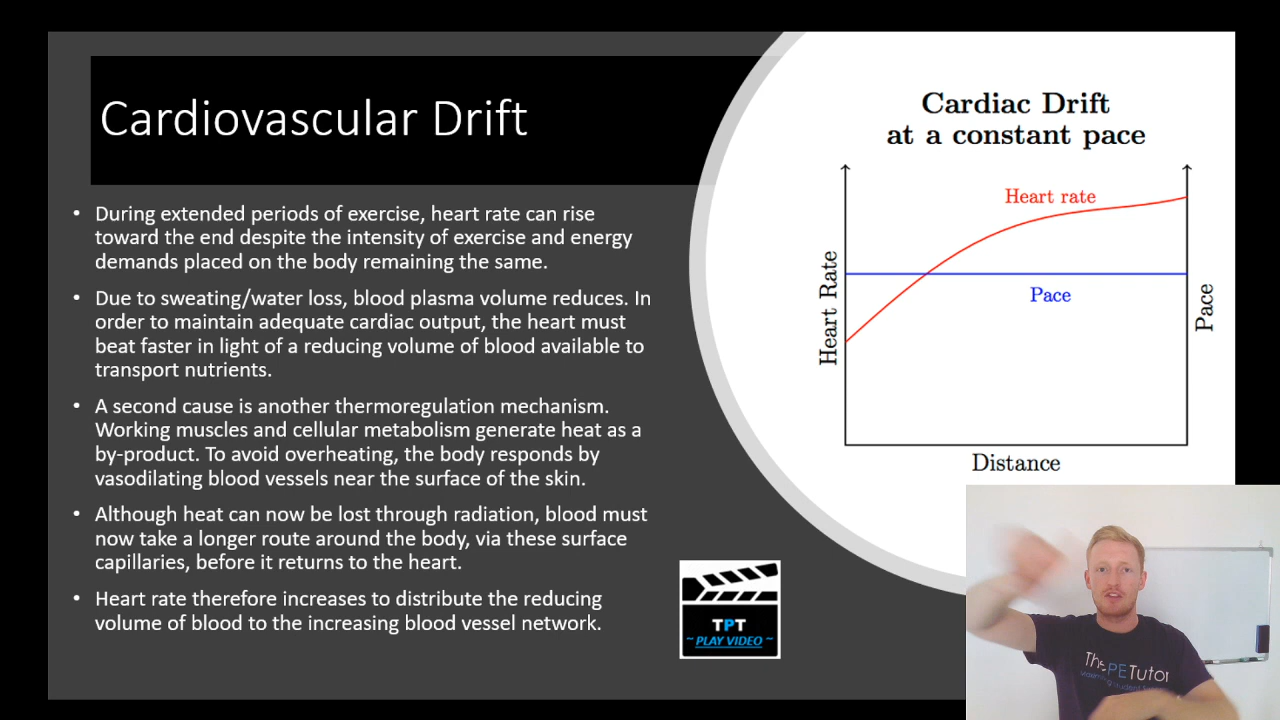 Cardiovascular Drift
• During extended periods of exercise, heart rate can rise
toward the end despite the intensity of exercise and energy
demands placed on the body remaining the same.
• Due to sweating/water loss, blood plasma volume reduces. In
order to maintain adequate cardiac output, the heart must
beat faster in light of a reducing volume of blood available to
transport nutrients.
• A second cause is another thermoregulation mechanism.
Working muscles and cellular metabolism generate heat as a
by-product. To avoid overheating, the body responds by
vasodilating blood vessels near the surface of the skin.
• Although heat can now be lost through radiation, blood must
now take a longer route around the body, via these surface
capillaries, before it returns to the heart.
• Heart rate therefore increases to distribute the reducing
volume of blood to the increasing blood vessel network.
Cardiac Drift
at a constant pace
Heart rate
Heart Rate
Pace
Pace
Distance
TPT
~ PLAY VIDEO ~
ThePETutor